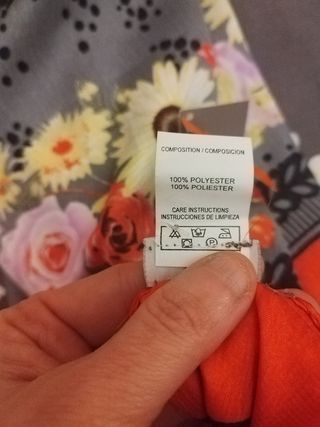 COMPOSITION / COMPOSICION
100% POLYESTER
100% POLIESTER
CARE INSTRUCTIONS
INSTRUCCIONES DE LIMPIEZA